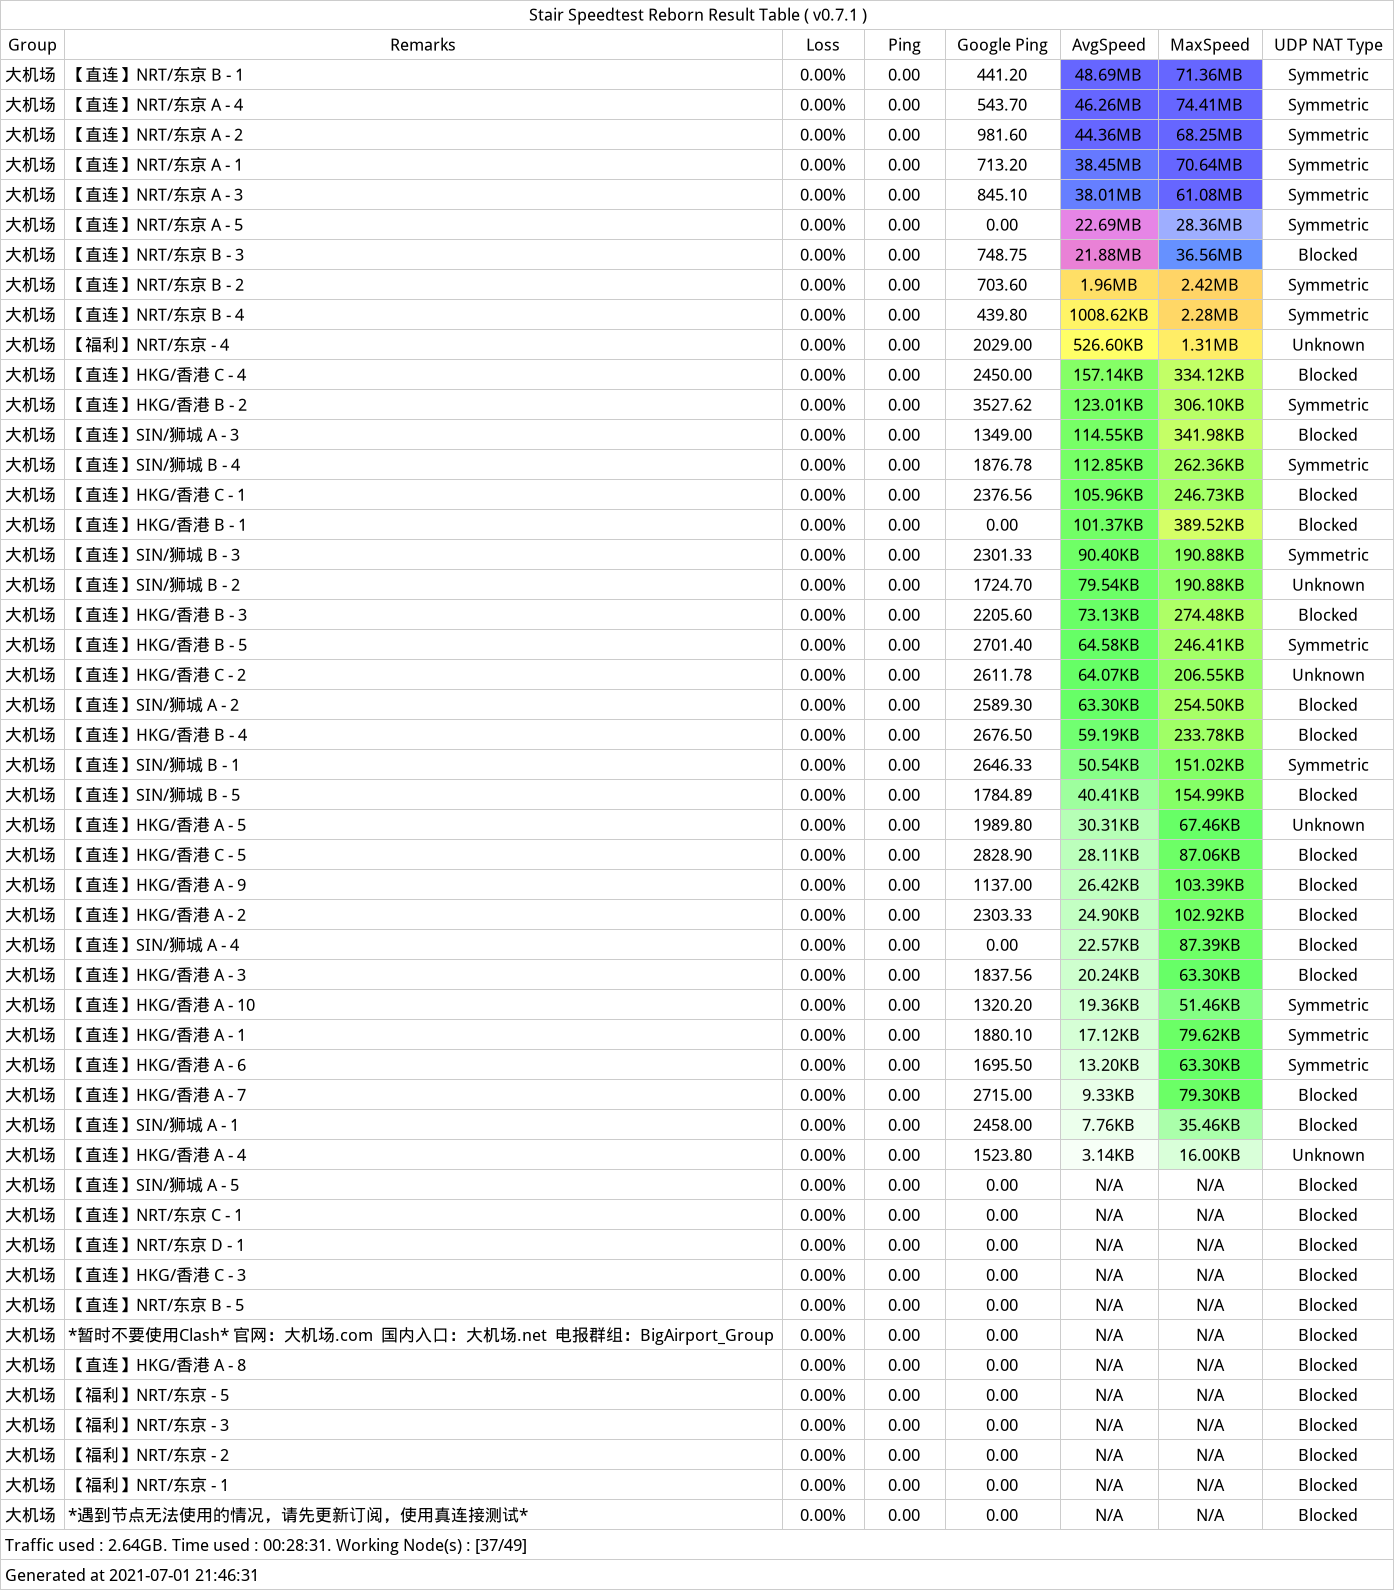 Stair Speedtest Reborn Result Table ( v0.7.1 )
Group Remarks Loss Ping Google Ping AvgSpeed MaxSpeed UDP NAT Type
大机场 【直连】NRT/东京 B - 1 0.00% 0.00 441.20 48.69MB 71.36MB Symmetric
大机场 【直连】NRT/东京 A - 4 0.00% 0.00 543.70 46.26MB 74.41MB Symmetric
大机场 【直连】NRT/东京 A - 2 0.00% 0.00 981.60 44.36MB 68.25MB Symmetric
大机场 【直连】NRT/东京 A - 1 0.00% 0.00 713.20 38.45MB 70.64MB Symmetric
大机场 【直连】NRT/东京 A - 3 0.00% 0.00 845.10 38.01MB 61.08MB Symmetric
大机场 【直连】NRT/东京 A - 5 0.00% 0.00 0.00 22.69MB 28.36MB Symmetric
大机场 【直连】NRT/东京 B - 3 0.00% 0.00 748.75 21.88MB 36.56MB Blocked
大机场 【直连】NRT/东京 B - 2 0.00% 0.00 703.60 1.96MB 2.42MB Symmetric
大机场 【直连】NRT/东京 B - 4 0.00% 0.00 439.80 1008.62KB 2.28MB Symmetric
大机场 【福利】NRT/东京 - 4 0.00% 0.00 2029.00 526.60KB 1.31MB Unknown
大机场 【直连】HKG/香港 C - 4 0.00% 0.00 2450.00 157.14KB 334.12KB Blocked
大机场 【直连】HKG/香港 B - 2 0.00% 0.00 3527.62 123.01KB 306.10KB Symmetric
大机场 【直连】SIN/狮城 A - 3 0.00% 0.00 1349.00 114.55KB 341.98KB Blocked
大机场 【直连】SIN/狮城 B - 4 0.00% 0.00 1876.78 112.85KB 262.36KB Symmetric
大机场 【直连】HKG/香港 C - 1 0.00% 0.00 2376.56 105.96KB 246.73KB Blocked
大机场 【直连】HKG/香港 B - 1 0.00% 0.00 0.00 101.37KB 389.52KB Blocked
大机场 【直连】SIN/狮城 B - 3 0.00% 0.00 2301.33 90.40KB 190.88KB Symmetric
大机场 【直连】SIN/狮城 B - 2 0.00% 0.00 1724.70 79.54KB 190.88KB Unknown
大机场 【直连】HKG/香港 B - 3 0.00% 0.00 2205.60 73.13KB 274.48KB Blocked
大机场 【直连】HKG/香港 B - 5 0.00% 0.00 2701.40 64.58KB 246.41KB Symmetric
大机场 【直连】HKG/香港 C - 2 0.00% 0.00 2611.78 64.07KB 206.55KB Unknown
大机场 【直连】SIN/狮城 A - 2 0.00% 0.00 2589.30 63.30KB 254.50KB Blocked
大机场 【直连】HKG/香港 B - 4 0.00% 0.00 2676.50 59.19KB 233.78KB Blocked
大机场 【直连】SIN/狮城 B - 1 0.00% 0.00 2646.33 50.54KB 151.02KB Symmetric
大机场 【直连】SIN/狮城 B - 5 0.00% 0.00 1784.89 40.41KB 154.99KB Blocked
大机场 【直连】HKG/香港 A - 5 0.00% 0.00 1989.80 30.31KB 67.46KB Unknown
大机场 【直连】HKG/香港 C - 5 0.00% 0.00 2828.90 28.11KB 87.06KB Blocked
大机场 【直连】HKG/香港 A - 9 0.00% 0.00 1137.00 26.42KB 103.39KB Blocked
大机场 【直连】HKG/香港 A - 2 0.00% 0.00 2303.33 24.90KB 102.92KB Blocked
大机场 【直连】SIN/狮城 A - 4 0.00% 0.00 0.00 22.57KB 87.39KB Blocked
大机场 【直连】HKG/香港 A - 3 0.00% 0.00 1837.56 20.24KB 63.30KB Blocked
大机场 【直连】HKG/香港 A - 10 0.00% 0.00 1320.20 19.36KB 51.46KB Symmetric
大机场 【直连】HKG/香港 A - 1 0.00% 0.00 1880.10 17.12KB 79.62KB Symmetric
大机场 【直连】HKG/香港 A - 6 0.00% 0.00 1695.50 13.20KB 63.30KB Symmetric
大机场 【直连】HKG/香港 A - 7 0.00% 0.00 2715.00 9.33KB 79.30KB Blocked
大机场 【直连】SIN/狮城 A - 1 0.00% 0.00 2458.00 7.76KB 35.46KB Blocked
大机场 【直连】HKG/香港 A - 4 0.00% 0.00 1523.80 3.14KB 16.00KB Unknown
大机场 【直连】SIN/狮城 A - 5 0.00% 0.00 0.00 N/A N/A Blocked
大机场 【直连】NRT/东京 C - 1 0.00% 0.00 0.00 N/A N/A Blocked
大机场 【直连】NRT/东京 D - 1 0.00% 0.00 0.00 N/A N/A Blocked
大机场 【直连】HKG/香港 C - 3 0.00% 0.00 0.00 N/A N/A Blocked
大机场 【直连】NRT/东京 B - 5 0.00% 0.00 0.00 N/A N/A Blocked
大机场 *暂时不要使用Clash* 官网：大机场.com 国内入口：大机场.net 电报群组：BigAirport_Group 0.00% 0.00 0.00 N/A N/A Blocked
大机场 【直连】HKG/香港 A - 8 0.00% 0.00 0.00 N/A N/A Blocked
大机场 【福利】NRT/东京 - 5 0.00% 0.00 0.00 N/A N/A Blocked
大机场 【福利】NRT/东京 - 3 0.00% 0.00 0.00 N/A N/A Blocked
大机场 【福利】NRT/东京 - 2 0.00% 0.00 0.00 N/A N/A Blocked
大机场 【福利】NRT/东京 - 1 0.00% 0.00 0.00 N/A N/A Blocked
大机场 *遇到节点无法使用的情况，请先更新订阅，使用真连接测试* 0.00% 0.00 0.00 N/A N/A Blocked
Traffic used : 2.64GB. Time used : 00:28:31. Working Node(s) : [37/49]
Generated at 2021-07-01 21:46:31